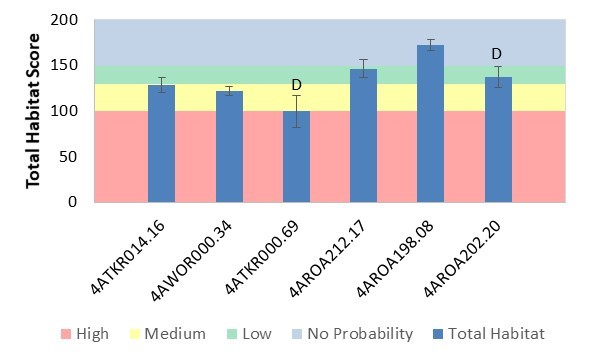 Total Habitat Score
200
150
100
50
0
D
D
4ATKR014.16
4AWOR000.34
4ATKR000.69
4AROA212.17
4AROA198.08
4AROA202.20
High
Medium
Low
No Probability
Total Habitat